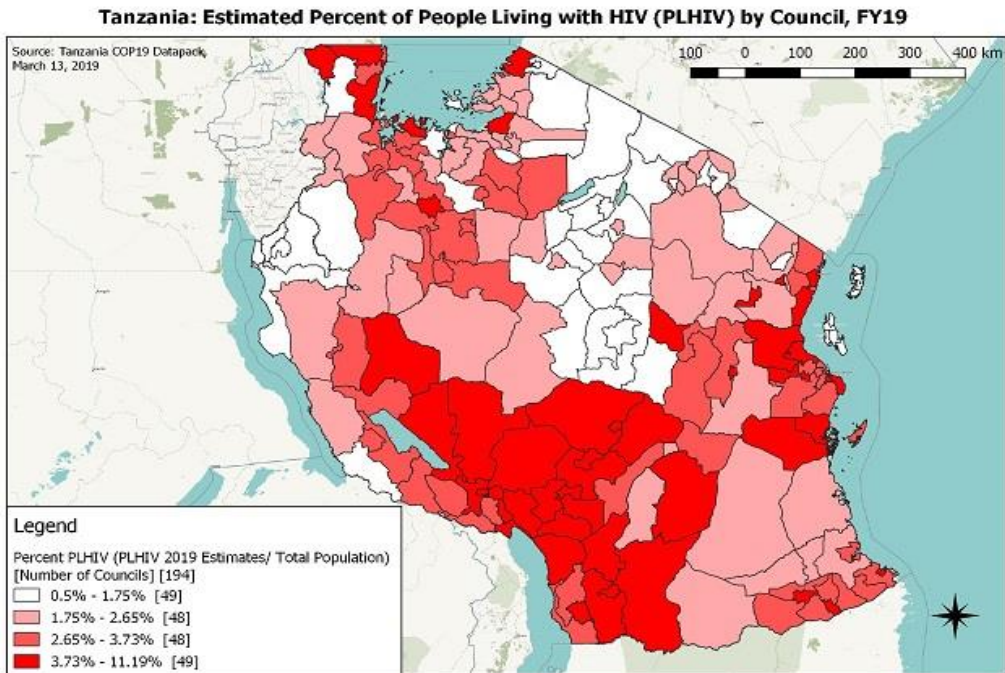 Tanzania: Estimated Percent of People Living with HIV (PLHIV) by Council, FY19
Source: Tanzania COP19 Datapack,
March 13, 2019
100 0 100 200 300 400 km
Legend
Percent PLHIV (PLHIV 2019 Estimates/ Total Population)
[Number of Councils] [194]
0.5% - 1.75% [49]
1.75% - 2.65% [48]
2.65% - 3.73% [48]
3.73% - 11.19% [49]